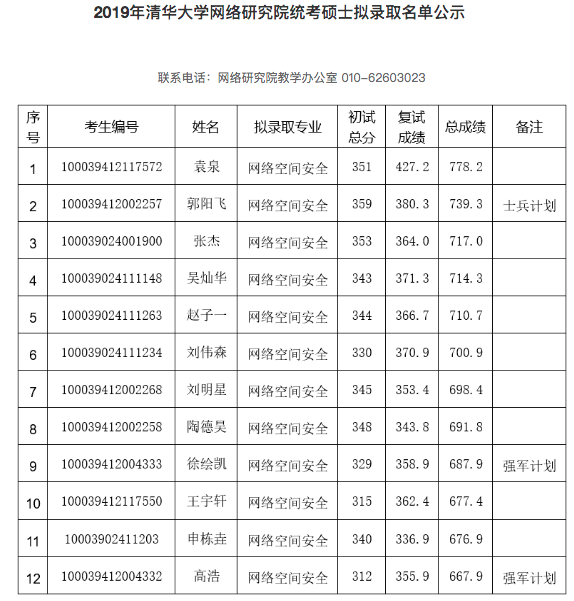 2019年清华大学网络研究院统考硕士拟录取名单公示
联系电话：网络研究院教学办公室 010-62603023
序号 考生编号 姓名 拟录取专业 初试总分 复试成绩 总成绩 备注
1 100039412117572 袁泉 网络空间安全 351 427.2 778.2
2 100039412002257 郭阳飞 网络空间安全 359 380.3 739.3 士兵计划
3 100039024001900 张杰 网络空间安全 353 364.0 717.0
4 100039024111148 吴灿华 网络空间安全 343 371.3 714.3
5 100039024111263 赵子一 网络空间安全 344 366.7 710.7
6 100039024111234 刘伟森 网络空间安全 330 370.9 700.9
7 100039412002268 刘明星 网络空间安全 345 353.4 698.4
8 100039412002258 陶德昊 网络空间安全 348 343.8 691.8
9 100039412004333 徐绘凯 网络空间安全 329 358.9 687.9 强军计划
10 100039412117550 王宇轩 网络空间安全 315 362.4 677.4
11 10003902411203 申栋垚 网络空间安全 340 336.9 676.9
12 100039412004332 高浩 网络空间安全 312 355.9 667.9 强军计划